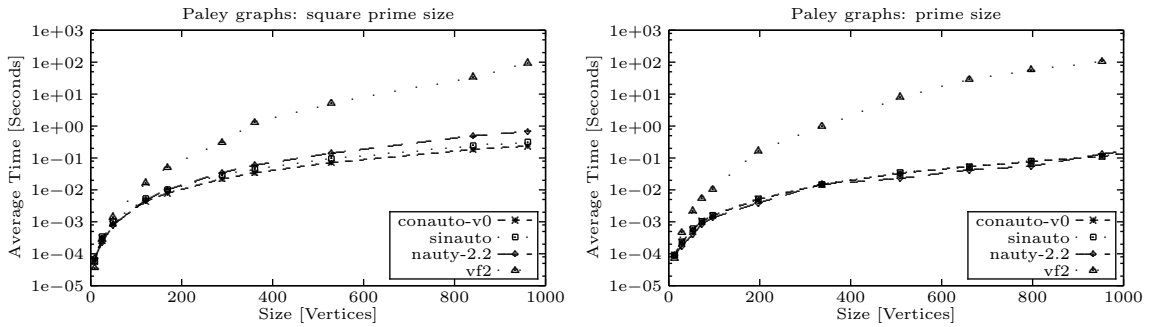 Paley graphs: square prime size
1e+03
1e+02
1e+01
1e+00
1e-01
1e-02
1e-03
1e-04
1e-05
Average Time [Seconds]
0 200 400 600 800 1000
Size [Vertices]
conauto-v0
sinauto
nauty-2.2
vf2
Paley graphs: prime size
1e+03
1e+02
1e+01
1e+00
1e-01
1e-02
1e-03
1e-04
1e-05
Average Time [Seconds]
0 200 400 600 800 1000
Size [Vertices]
conauto-v0
sinauto
nauty-2.2
vf2